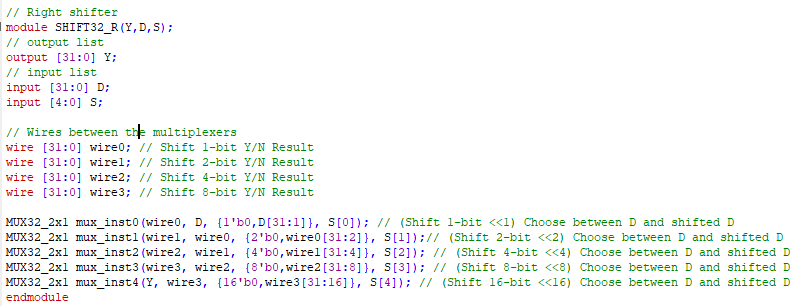 // Right shifter
module SHIFT32_R(Y,D,S);
// output list
output [31:0] Y;
// input list
input [31:0] D;
input [4:0] S;
// Wires between the multiplexers
wire [31:0] wire0; // Shift 1-bit Y/N Result
wire [31:0] wire1; // Shift 2-bit Y/N Result
wire [31:0] wire2; // Shift 4-bit Y/N Result
wire [31:0] wire3; // Shift 8-bit Y/N Result
MUX32_2x1 mux_inst0(wire0, D, {1'b0,D[31:1]}, S[0]); // (Shift 1-bit <<1) Choose between D and shifted D
MUX32_2x1 mux_inst1(wire1, wire0, {2'b0,wire0[31:2]}, S[1]);// (Shift 2-bit <<2) Choose between D and shifted D
MUX32_2x1 mux_inst2(wire2, wire1, {4'b0,wire1[31:4]}, S[2]); // (Shift 4-bit <<4) Choose between D and shifted D
MUX32_2x1 mux_inst3(wire3, wire2, {8'b0,wire2[31:8]}, S[3]); // (Shift 8-bit <<8) Choose between D and shifted D
MUX32_2x1 mux_inst4(Y, wire3, {16'b0,wire3[31:16]}, S[4]); // (Shift 16-bit <<16) Choose between D and shifted D
endmodule